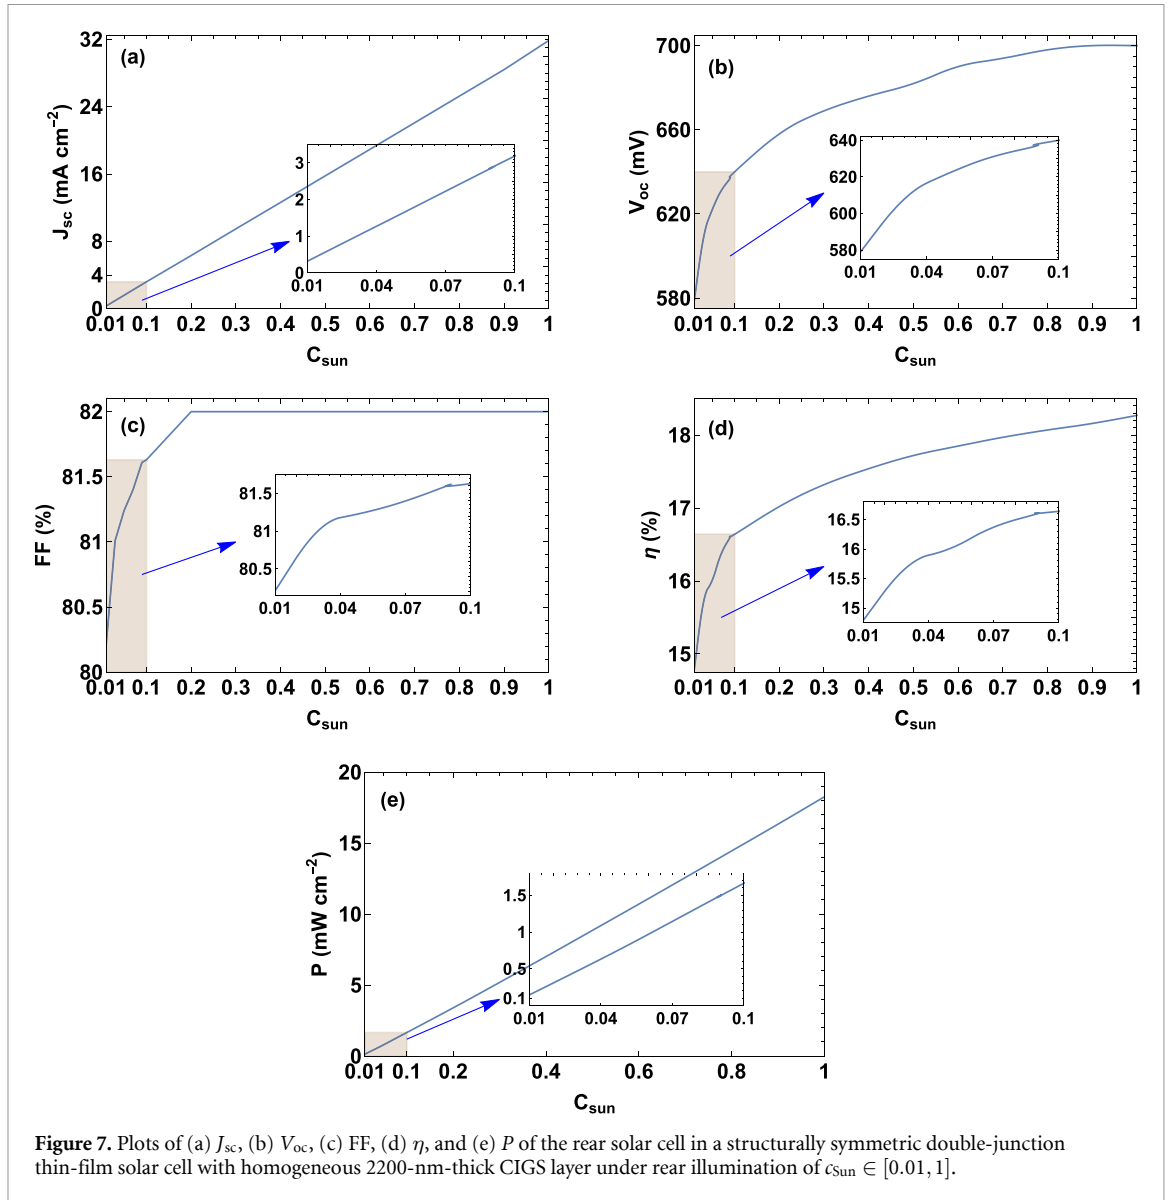 (a)
J_sc (mA cm⁻²)
32
24
16
8
4
0
0.01 0.1 0.2 0.3 0.4 0.5 0.6 0.7 0.8 0.9 1
C_sun
3
2
1
0
0.01 0.04 0.07 0.1
(b)
V_oc (mV)
700
660
620
580
0.01 0.1 0.2 0.3 0.4 0.5 0.6 0.7 0.8 0.9 1
C_sun
640
620
600
580
0.01 0.04 0.07 0.1
(c)
FF (%)
82
81.5
81
80.5
80
0.01 0.1 0.2 0.3 0.4 0.5 0.6 0.7 0.8 0.9 1
C_sun
81.5
81
80.5
0.01 0.04 0.07 0.1
(d)
η (%)
18
17
16
15
0.01 0.1 0.2 0.3 0.4 0.5 0.6 0.7 0.8 0.9 1
C_sun
16.5
16
15.5
15
0.01 0.04 0.07 0.1
(e)
P (mW cm⁻²)
20
15
10
5
0
0.01 0.1 0.2 0.4 0.6 0.8 1
C_sun
1.5
1
0.5
0.1
0.01 0.04 0.07 0.1
Figure 7. Plots of (a) J_sc, (b) V_oc, (c) FF, (d) η, and (e) P of the rear solar cell in a structurally symmetric double-junction
thin-film solar cell with homogeneous 2200-nm-thick CIGS layer under rear illumination of c_Sun ∈ [0.01, 1].